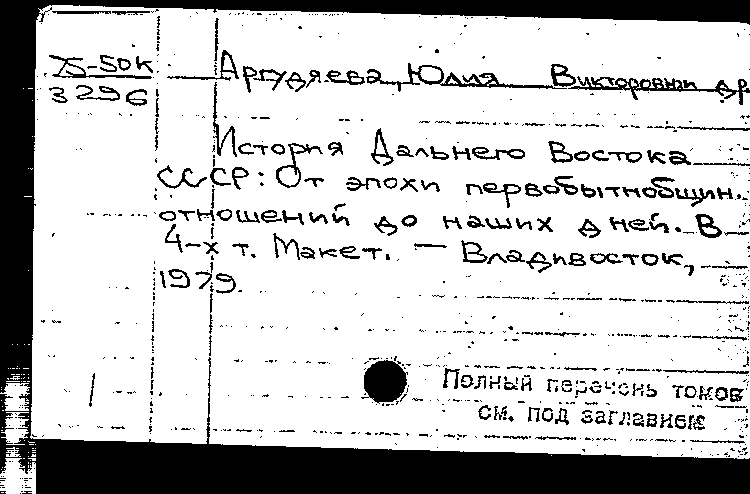 75-50к
3296
Аргудяева, Юлия Викторовна и др
История Дальнего Востока
СССР: От эпохи первобытнообщин.
отношений до наших дней. В
4-х т. Макет. — Владивосток,
1979.
Полный перечень томов
см. под заглавием